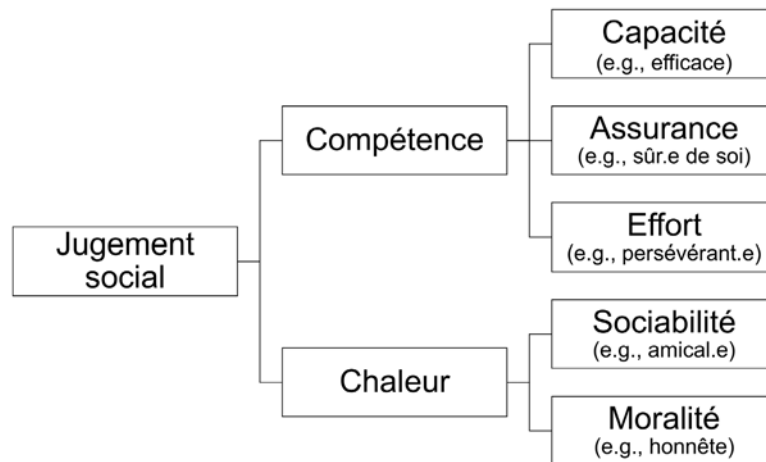 Jugement
social
Compétence
Capacité
(e.g., efficace)
Assurance
(e.g., sûr.e de soi)
Effort
(e.g., persévérant.e)
Chaleur
Sociabilité
(e.g., amical.e)
Moralité
(e.g., honnête)